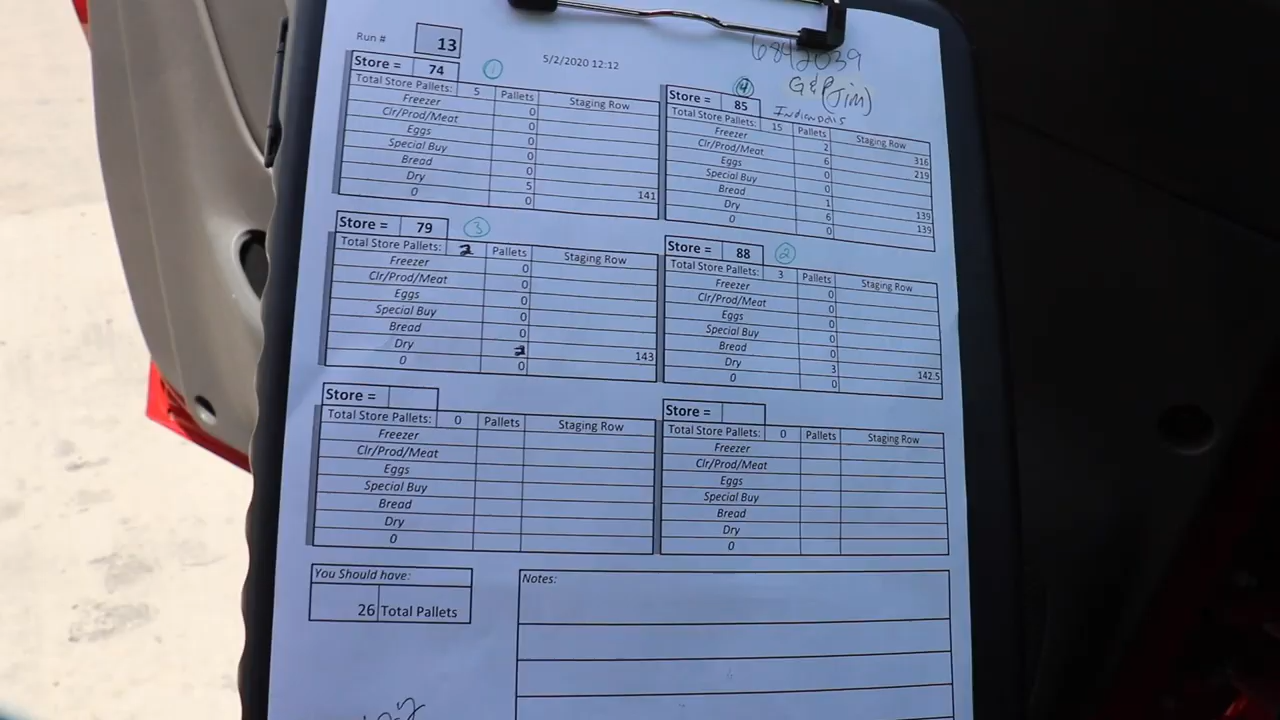 Run # 13
5/2/2020 12:12
6842039
G&P (Jim)
Store = 74 1
Total Store Pallets: 5 Pallets Staging Row
Freezer 0
Clr/Prod/Meat 0
Eggs 0
Special Buy 0
Bread 0
Dry 5 141
0 0
Store = 85 4
Total Store Pallets: 15 Pallets Staging Row
Freezer 2 316
Clr/Prod/Meat 6 219
Eggs 0
Special Buy 0
Bread 1 139
Dry 6 139
0 0
Store = 79 3
Total Store Pallets: 2 Pallets Staging Row
Freezer 0
Clr/Prod/Meat 0
Eggs 0
Special Buy 0
Bread 0
Dry 2 143
0 0
Store = 88 2
Total Store Pallets: 3 Pallets Staging Row
Freezer 0
Clr/Prod/Meat 0
Eggs 0
Special Buy 0
Bread 0
Dry 3 142.5
0 0
Store =
Total Store Pallets: 0 Pallets Staging Row
Freezer
Clr/Prod/Meat
Eggs
Special Buy
Bread
Dry
0
Store =
Total Store Pallets: 0 Pallets Staging Row
Freezer
Clr/Prod/Meat
Eggs
Special Buy
Bread
Dry
0
You Should have:
26 Total Pallets
Notes: